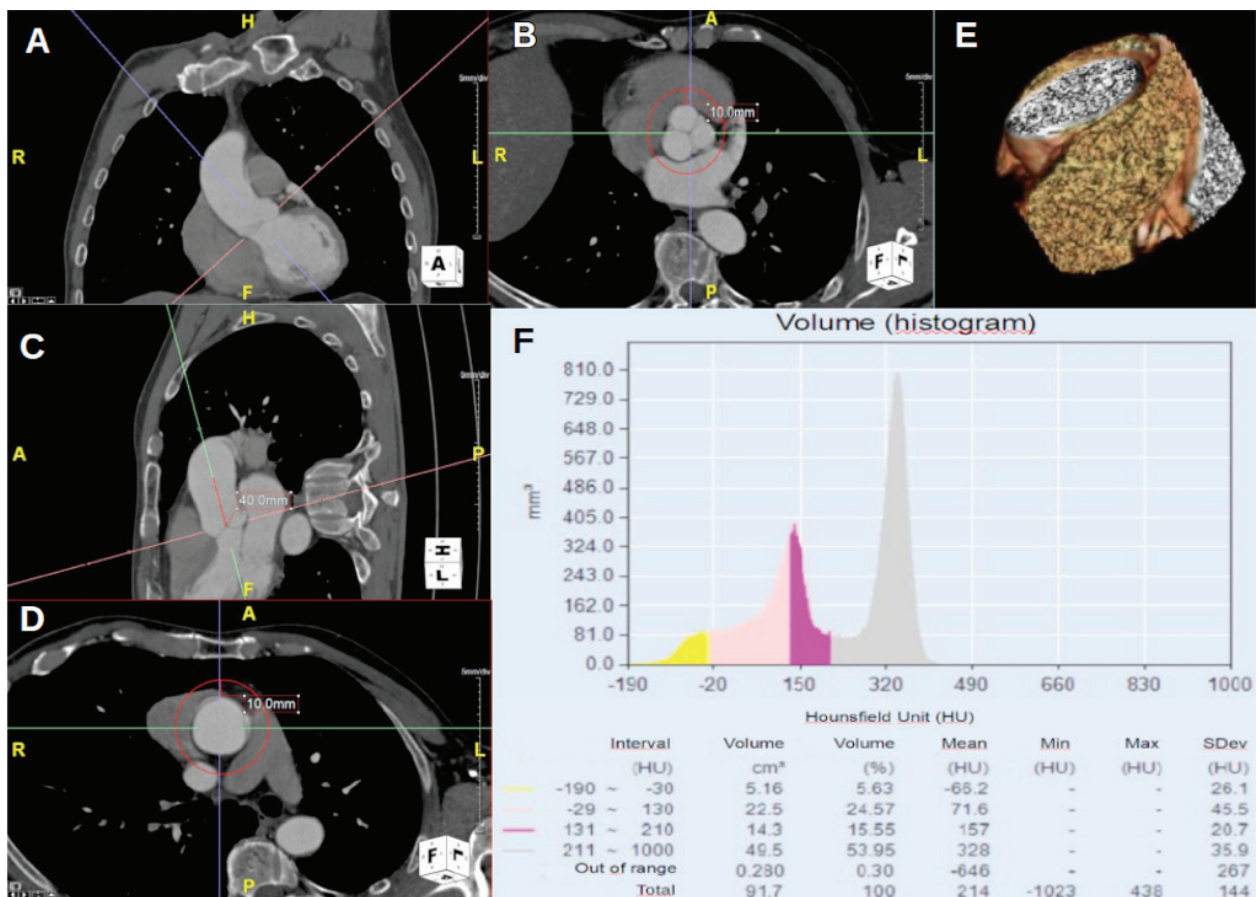 A
H
R
L
5mm/div
A
F
B
A
10.0mm
R
L
5mm/div
F
P
E
C
H
A
P
5mm/div
40.0mm
H
L
F
D
A
10.0mm
R
L
5mm/div
F
P
F
Volume (histogram)
mm³
810.0
729.0
648.0
567.0
486.0
405.0
324.0
243.0
162.0
81.0
0.0
-190 -20 150 320 490 660 830 1000
Hounsfield Unit (HU)
Interval Volume Volume Mean Min Max SDev
(HU) cm³ (%) (HU) (HU) (HU) (HU)
-190 ~ -30 5.16 5.63 -66.2 - - 26.1
-29 ~ 130 22.5 24.57 71.6 - - 45.5
131 ~ 210 14.3 15.55 157 - - 20.7
211 ~ 1000 49.5 53.95 328 - - 35.9
Out of range 0.280 0.30 -646 - - 267
Total 91.7 100 214 -1023 438 144